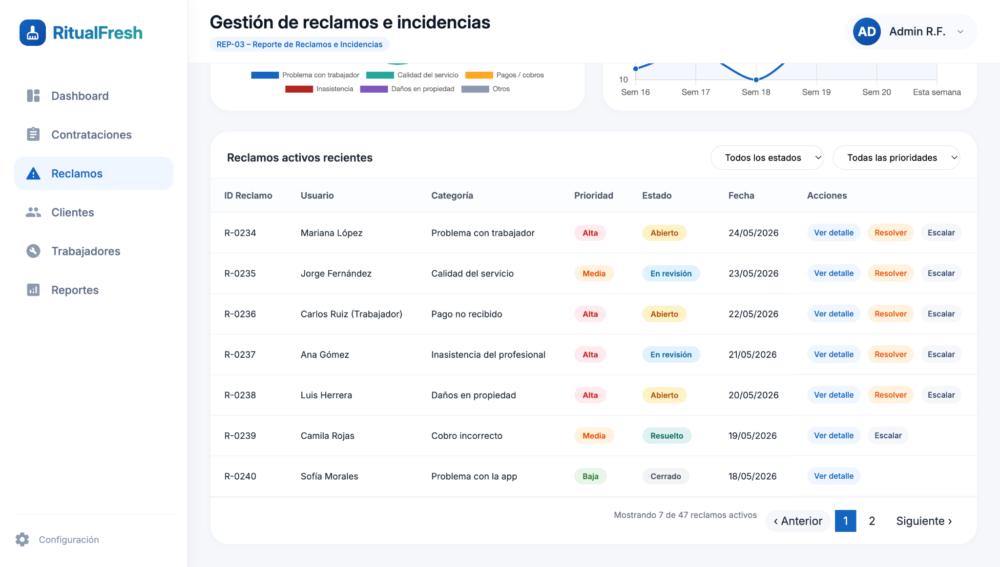 RitualFresh
Dashboard
Contrataciones
Reclamos
Clientes
Trabajadores
Reportes
Configuración
Gestión de reclamos e incidencias
REP-03 – Reporte de Reclamos e Incidencias
AD Admin R.F.
Problema con trabajador Calidad del servicio Pagos / cobros
Inasistencia Daños en propiedad Otros
10
Sem 16 Sem 17 Sem 18 Sem 19 Sem 20 Esta semana
Reclamos activos recientes Todos los estados Todas las prioridades
ID Reclamo Usuario Categoría Prioridad Estado Fecha Acciones
R-0234 Mariana López Problema con trabajador Alta Abierto 24/05/2026 Ver detalle Resolver Escalar
R-0235 Jorge Fernández Calidad del servicio Media En revisión 23/05/2026 Ver detalle Resolver Escalar
R-0236 Carlos Ruiz (Trabajador) Pago no recibido Alta Abierto 22/05/2026 Ver detalle Resolver Escalar
R-0237 Ana Gómez Inasistencia del profesional Alta En revisión 21/05/2026 Ver detalle Resolver Escalar
R-0238 Luis Herrera Daños en propiedad Alta Abierto 20/05/2026 Ver detalle Resolver Escalar
R-0239 Camila Rojas Cobro incorrecto Media Resuelto 19/05/2026 Ver detalle Escalar
R-0240 Sofía Morales Problema con la app Baja Cerrado 18/05/2026 Ver detalle
Mostrando 7 de 47 reclamos activos ‹ Anterior 1 2 Siguiente ›